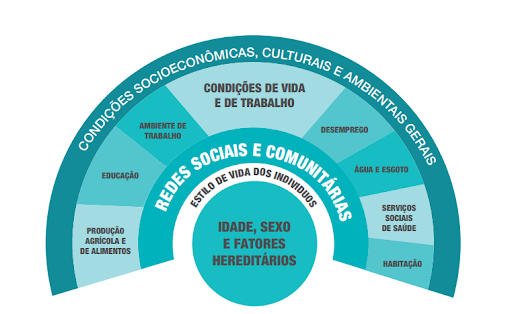 CONDIÇÕES SOCIOECONÔMICAS, CULTURAIS E AMBIENTAIS GERAIS
CONDIÇÕES DE VIDA
E DE TRABALHO
AMBIENTE DE
TRABALHO
DESEMPREGO
EDUCAÇÃO
ÁGUA E ESGOTO
PRODUÇÃO
AGRÍCOLA E
DE ALIMENTOS
SERVIÇOS
SOCIAIS
DE SAÚDE
HABITAÇÃO
REDES SOCIAIS E COMUNITÁRIAS
ESTILO DE VIDA DOS INDIVÍDUOS
IDADE, SEXO
E FATORES
HEREDITÁRIOS